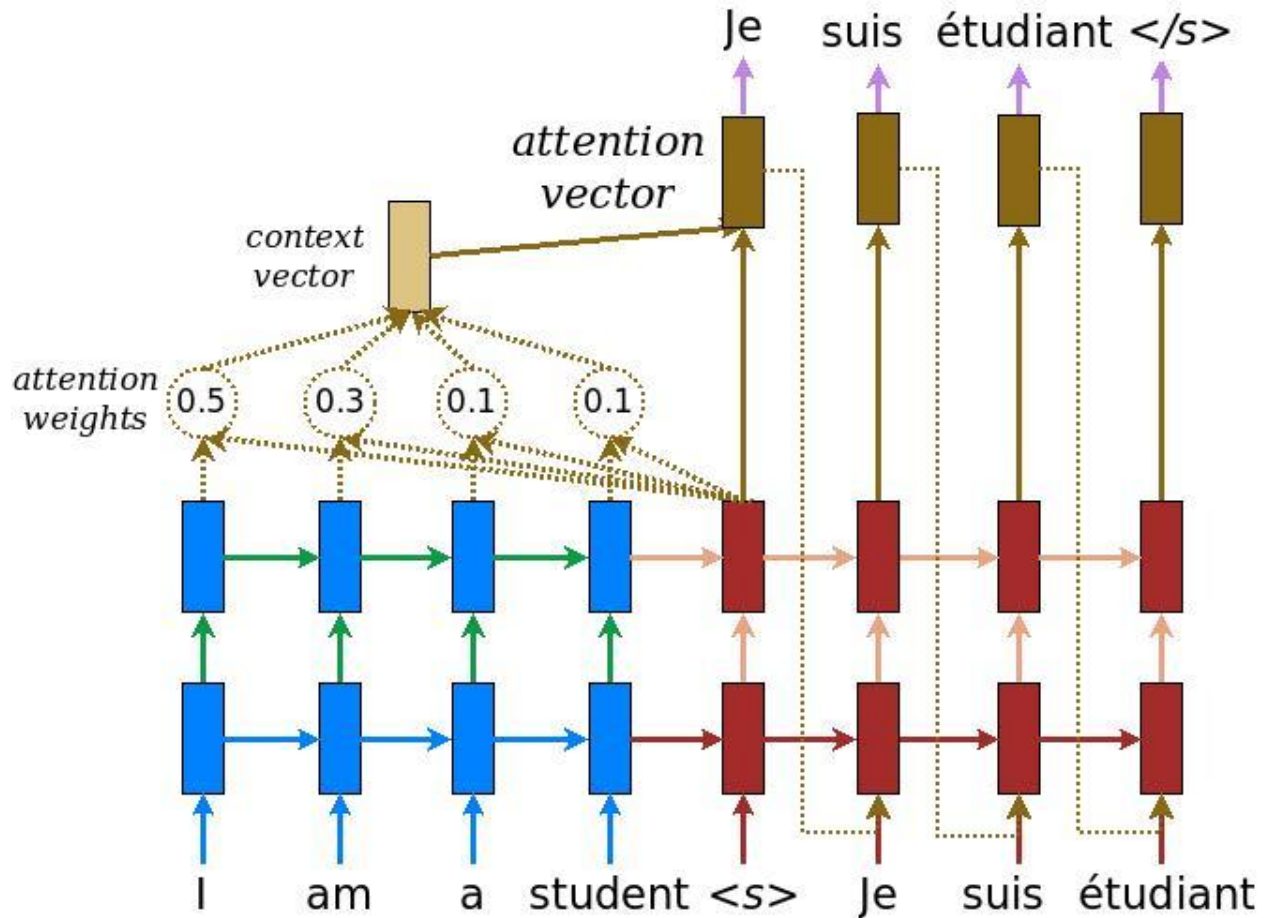 Je suis étudiant </s>
attention
vector
context
vector
attention
weights
0.5 0.3 0.1 0.1
I am a student <s> Je suis étudiant